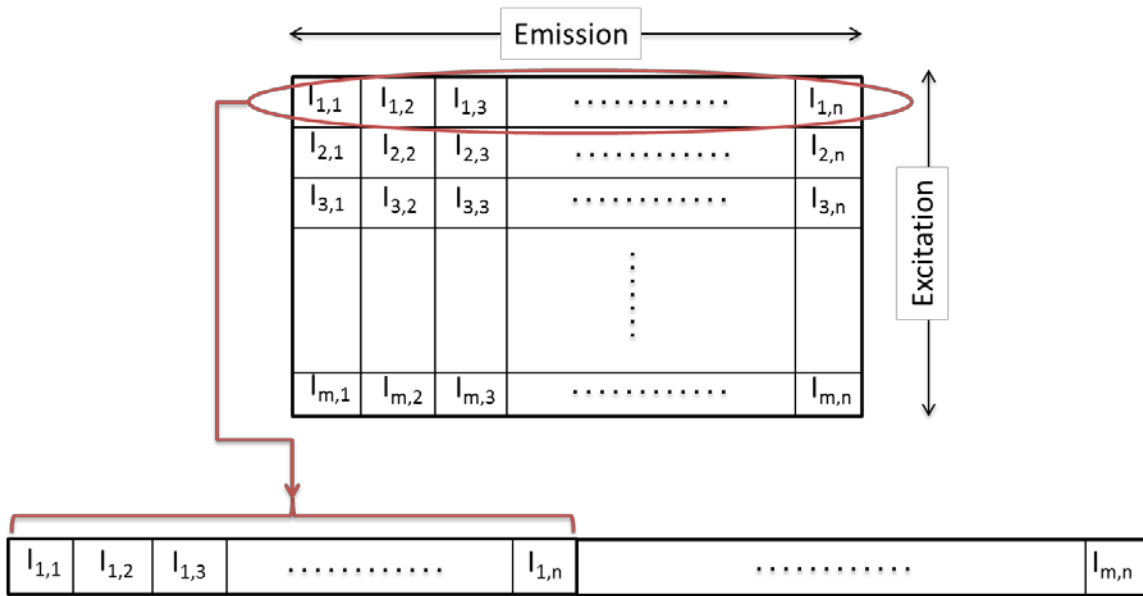 Emission
I1,1 I1,2 I1,3 ............ I1,n
I2,1 I2,2 I2,3 ............ I2,n
I3,1 I3,2 I3,3 ............ I3,n
Excitation
Im,1 Im,2 Im,3 ............ Im,n
I1,1 I1,2 I1,3 ............ I1,n ............ Im,n